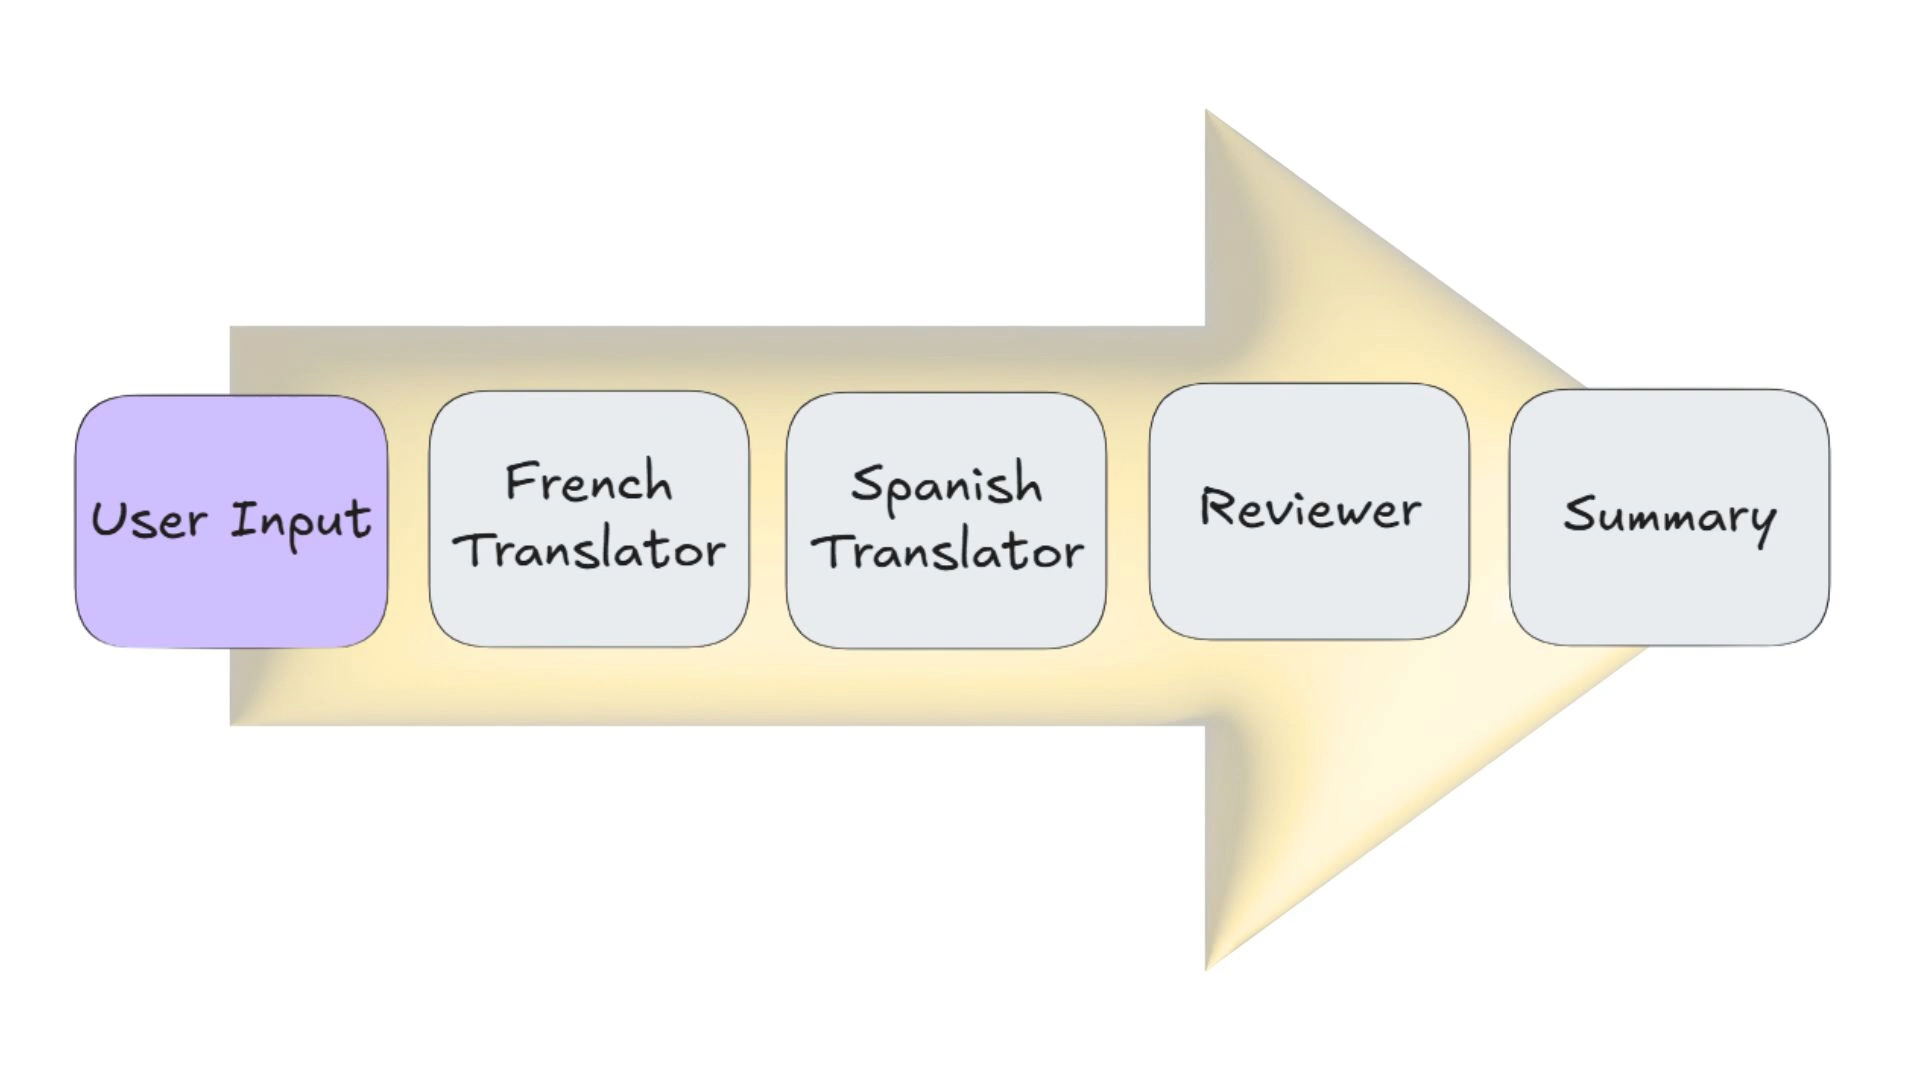 User Input
French
Translator
Spanish
Translator
Reviewer
Summary